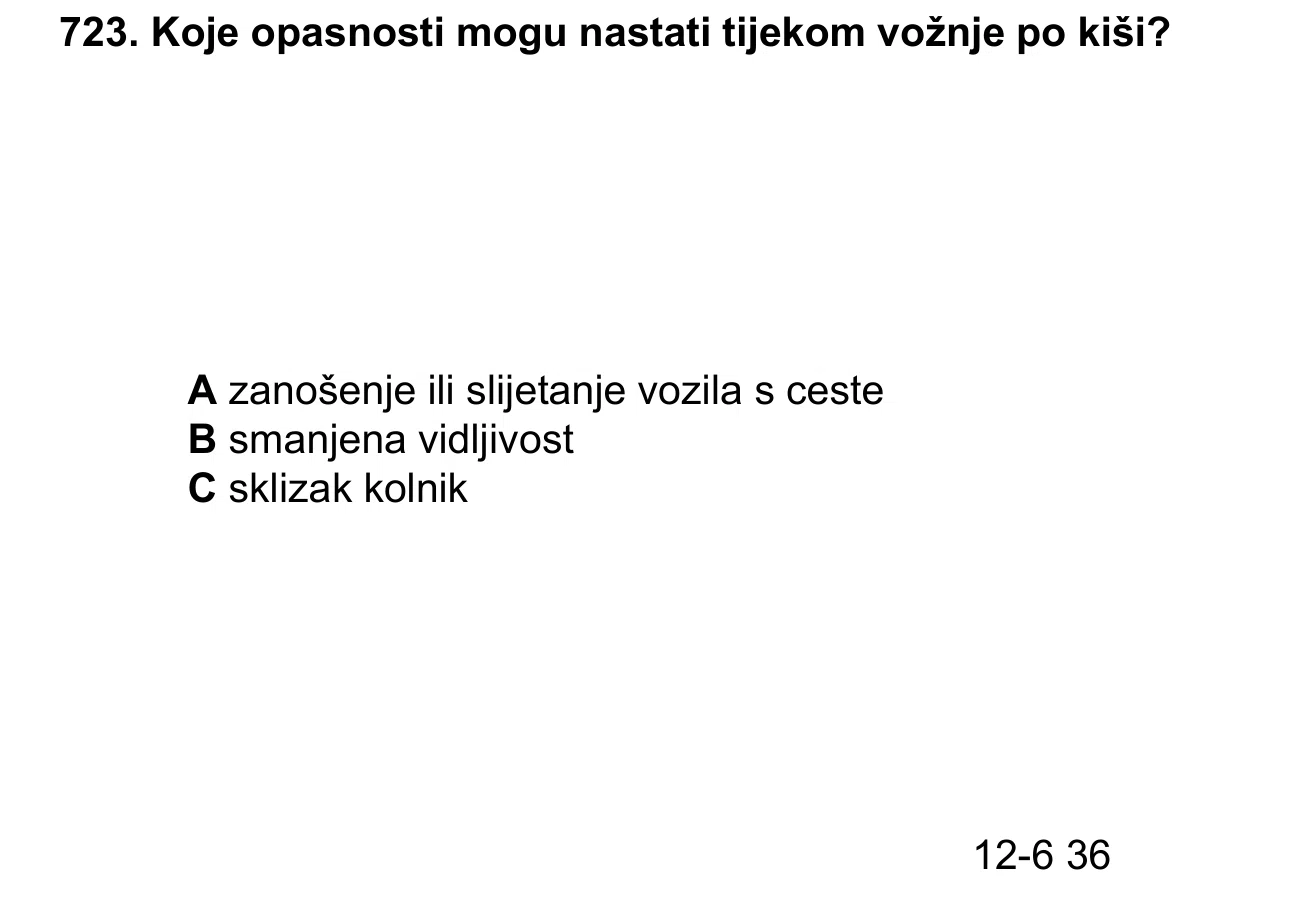 723. Koje opasnosti mogu nastati tijekom vožnje po kiši?
A zanošenje ili slijetanje vozila s ceste
B smanjena vidljivost
C sklizak kolnik
12-6 36